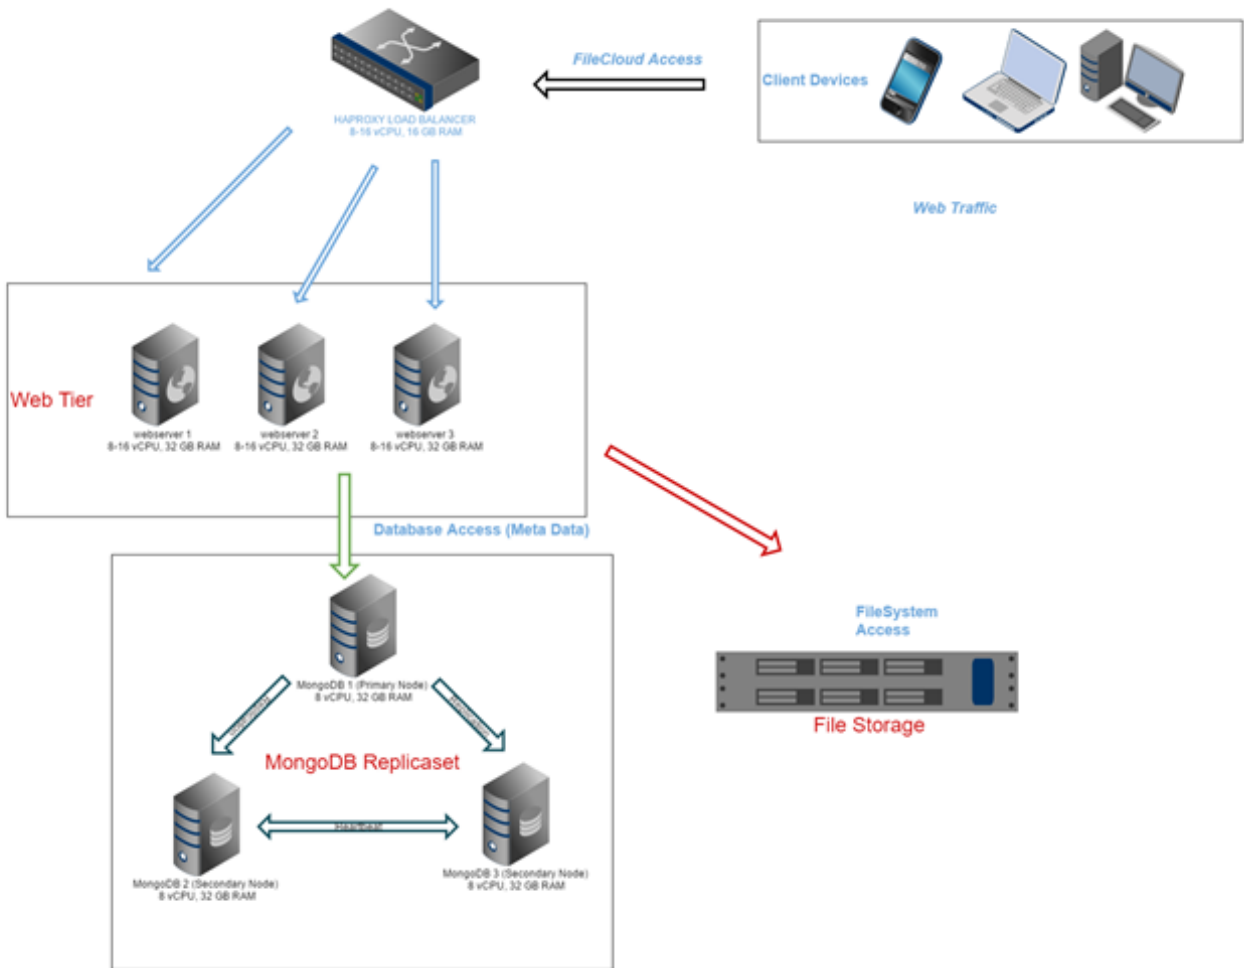 FileCloud Access
Client Devices
HAPROXY LOAD BALANCER
8-16 vCPU, 16 GB RAM
Web Traffic
Web Tier
webserver 1
8-16 vCPU, 32 GB RAM
webserver 2
8-16 vCPU, 32 GB RAM
webserver 3
8-16 vCPU, 32 GB RAM
Database Access (Meta Data)
FileSystem
Access
File Storage
MongoDB 1 (Primary Node)
8 vCPU, 32 GB RAM
Replication
Replication
MongoDB Replicaset
Heartbeat
MongoDB 2 (Secondary Node)
8 vCPU, 32 GB RAM
MongoDB 3 (Secondary Node)
8 vCPU, 32 GB RAM